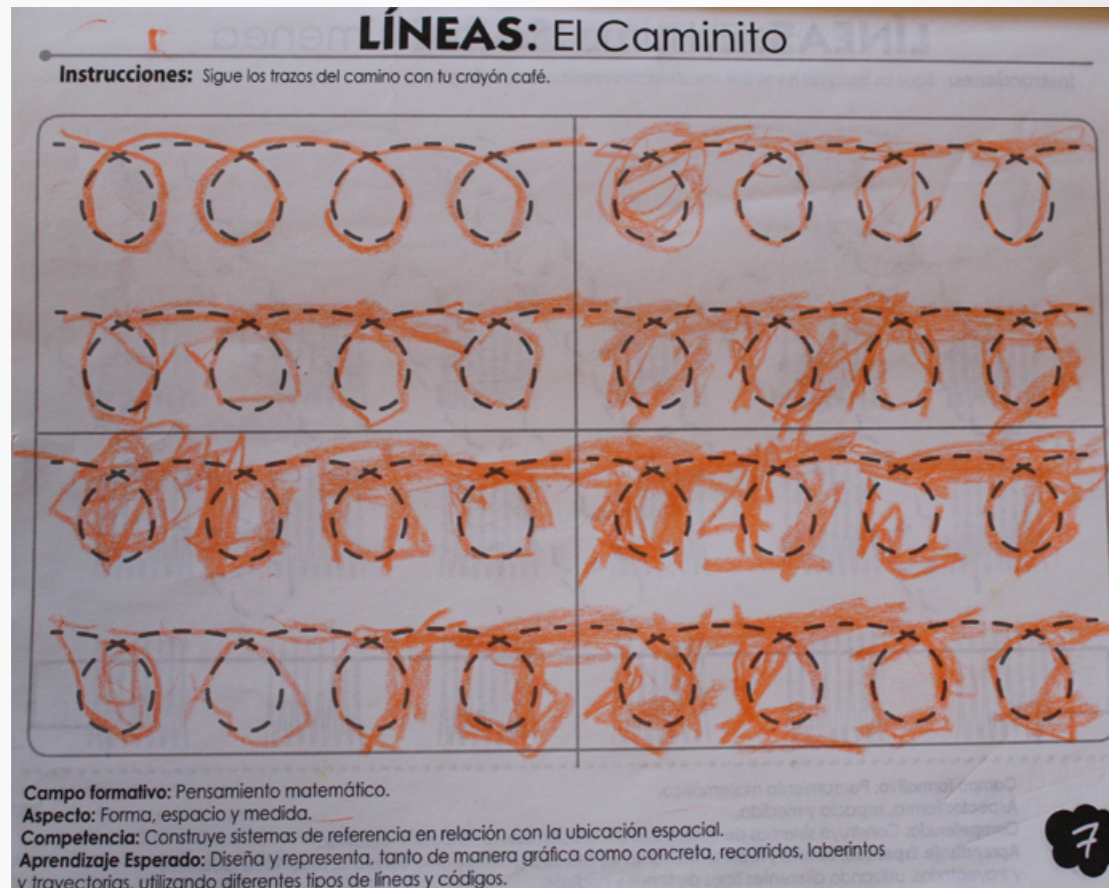 LÍNEAS: El Caminito
Instrucciones: Sigue los trazos del camino con tu crayón café.
Campo formativo: Pensamiento matemático.
Aspecto: Forma, espacio y medida.
Competencia: Construye sistemas de referencia en relación con la ubicación espacial.
Aprendizaje Esperado: Diseña y representa, tanto de manera gráfica como concreta, recorridos, laberintos
y trayectorias, utilizando diferentes tipos de líneas y códigos.
7